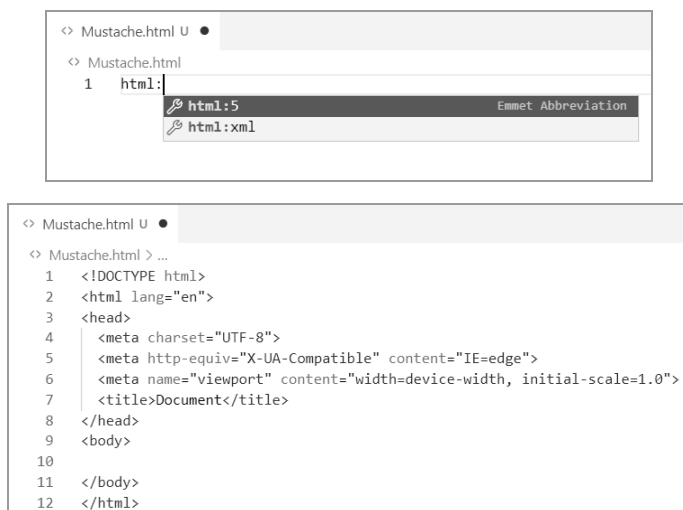 <> Mustache.html U ●
<> Mustache.html
1 html:
html:5 Emmet Abbreviation
html:xml
<> Mustache.html U ●
<> Mustache.html > ...
1 <!DOCTYPE html>
2 <html lang="en">
3 <head>
4 <meta charset="UTF-8">
5 <meta http-equiv="X-UA-Compatible" content="IE=edge">
6 <meta name="viewport" content="width=device-width, initial-scale=1.0">
7 <title>Document</title>
8 </head>
9 <body>
10
11 </body>
12 </html>